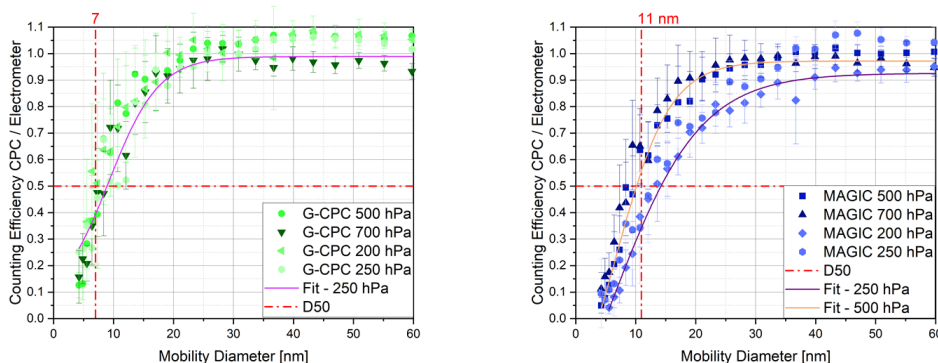 7
1.1
1.0
0.9
0.8
0.7
0.6
0.5
0.4
0.3
0.2
0.1
0.0
Counting Efficiency CPC / Electrometer
G-CPC 500 hPa
G-CPC 700 hPa
G-CPC 200 hPa
G-CPC 250 hPa
Fit - 250 hPa
D50
0 10 20 30 40 50 60
Mobility Diameter [nm]
11 nm
1.1
1.0
0.9
0.8
0.7
0.6
0.5
0.4
0.3
0.2
0.1
0.0
Counting Efficiency CPC / Electrometer
MAGIC 500 hPa
MAGIC 700 hPa
MAGIC 200 hPa
MAGIC 250 hPa
D50
Fit - 250 hPa
Fit - 500 hPa
0 10 20 30 40 50 60
Mobility Diameter [nm]